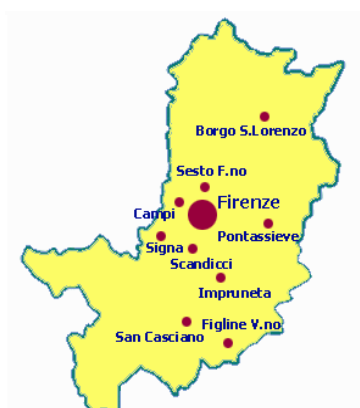 Borgo S.Lorenzo
Sesto F.no
Firenze
Campi
Pontassieve
Signa
Scandicci
Impruneta
Figline V.no
San Casciano